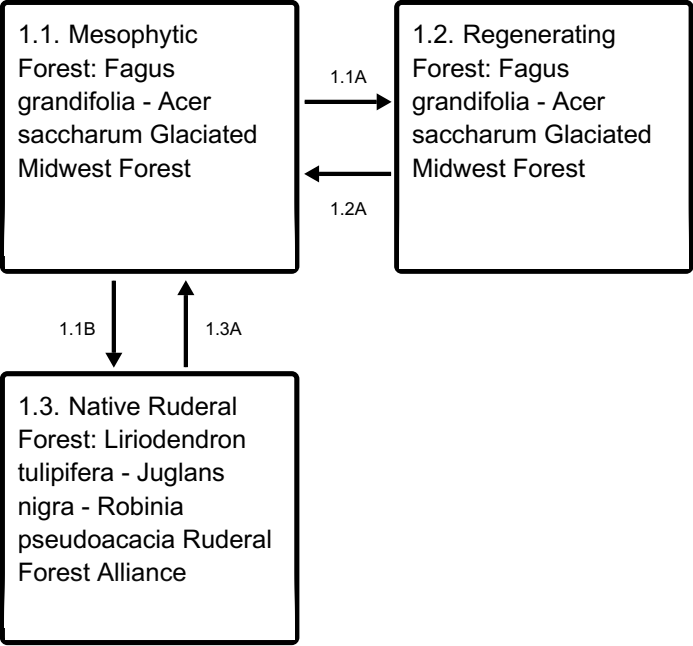 1.1. Mesophytic
Forest: Fagus
grandifolia - Acer
saccharum Glaciated
Midwest Forest
1.1A
1.2A
1.2. Regenerating
Forest: Fagus
grandifolia - Acer
saccharum Glaciated
Midwest Forest
1.1B
1.3A
1.3. Native Ruderal
Forest: Liriodendron
tulipifera - Juglans
nigra - Robinia
pseudoacacia Ruderal
Forest Alliance